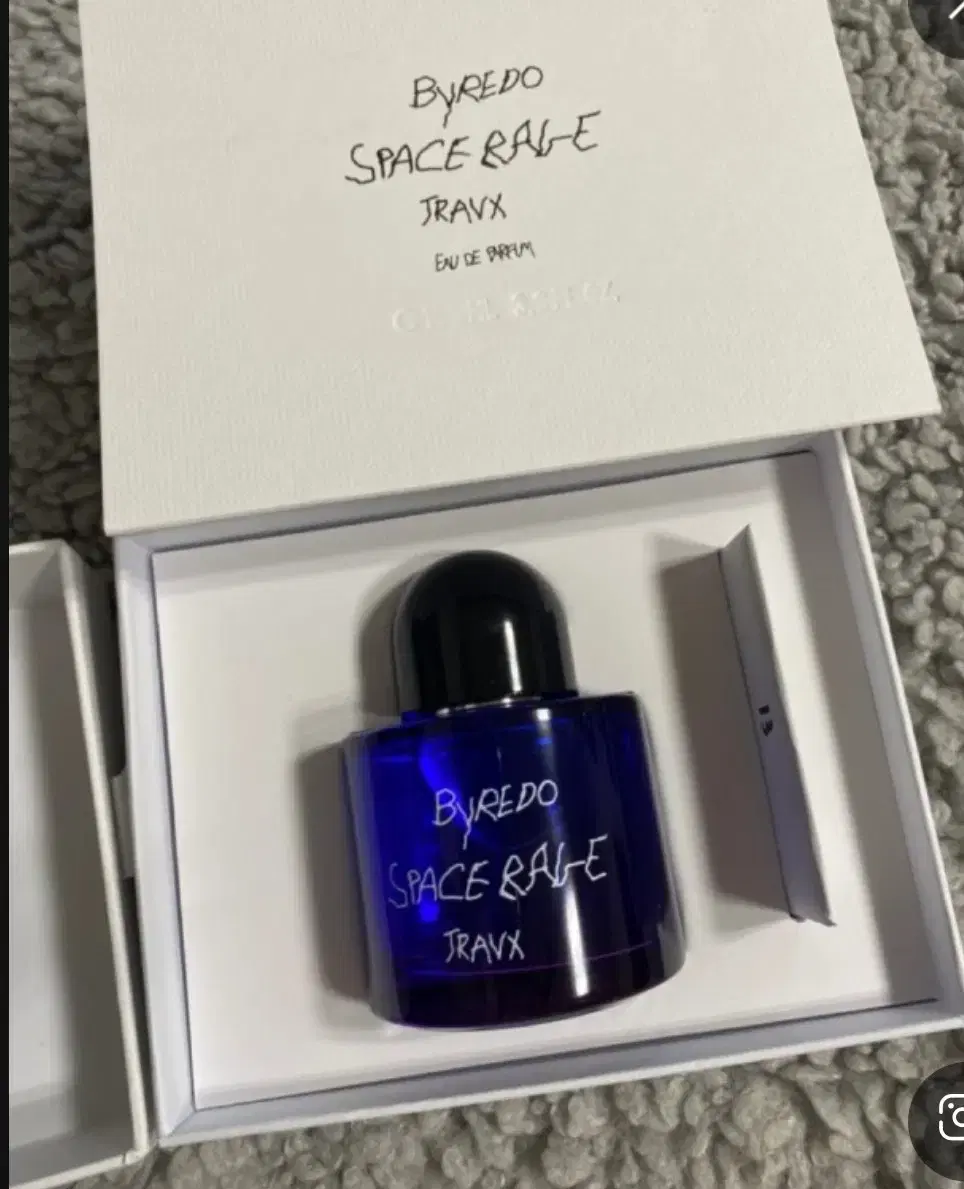 BYREDO
SPACE RAGE
TRAVX
EAU DE PARFUM
BYREDO
SPACE RAGE
TRAVX